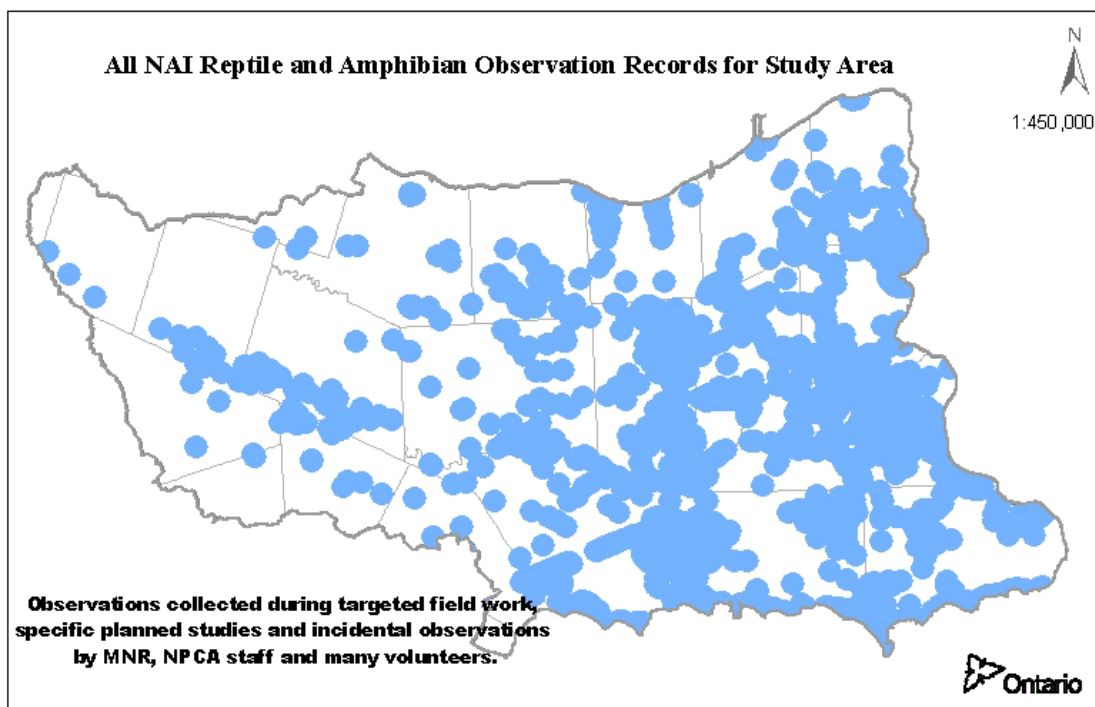 All NAI Reptile and Amphibian Observation Records for Study Area
N
1:450,000
Observations collected during targeted field work,
specific planned studies and incidental observations
by MNR, NPCA staff and many volunteers.
Ontario